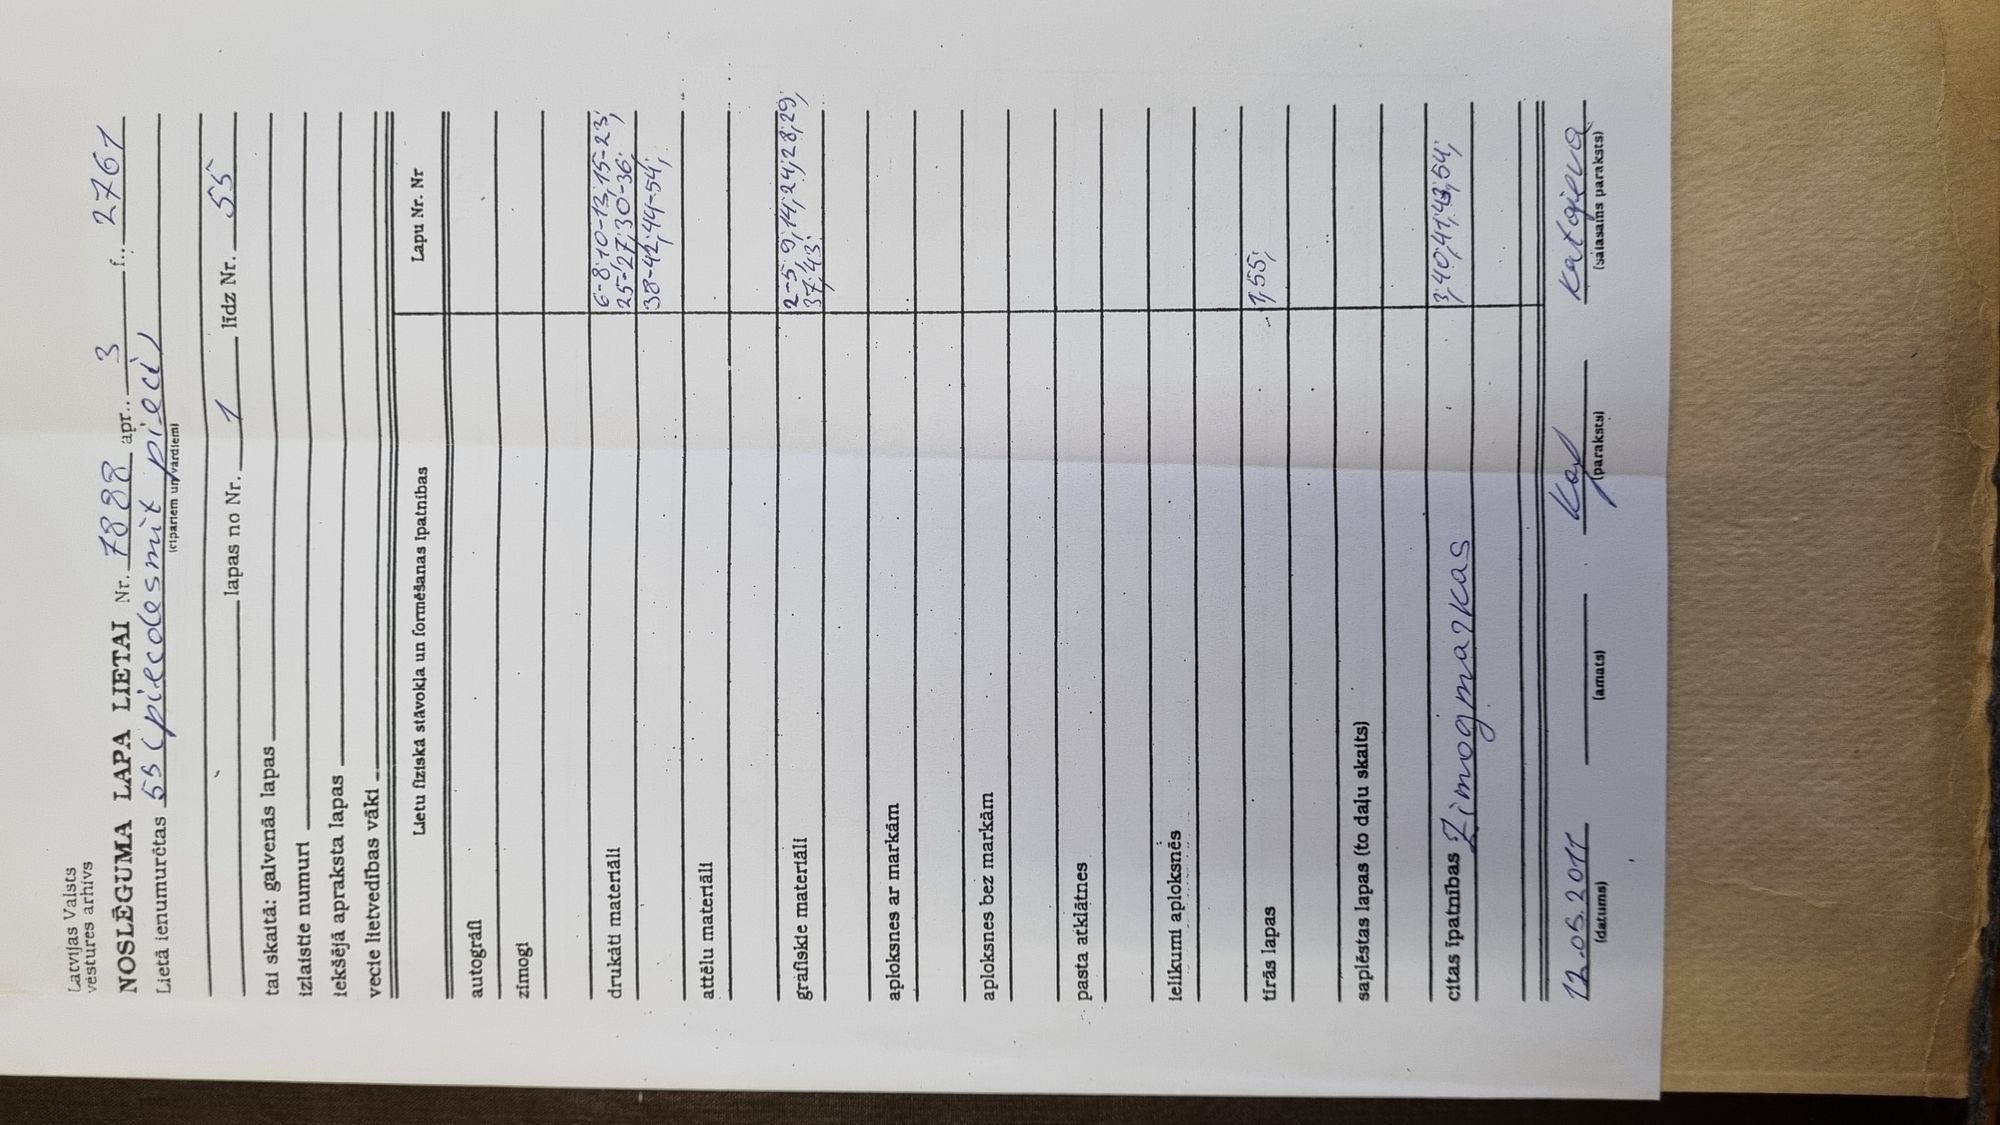 Latvijas Valsts
vēstures arhīvs
NOSLĒGUMA LAPA LIETAI Nr. 7888 apr.. 3 f.. 2761
Lietā ienumurētas 55 (piecdesmit pieci)
(cipariem un vārdiem)
lapas no Nr. 1 līdz Nr. 55
tai skaitā: galvenās lapas
izlaistie numuri
iekšējā apraksta lapas
vecie lietvedības vāki
Lietu fiziskā stāvokļa un formēšanas īpatnības Lapu Nr. Nr
autogrāfi
zīmogi
drukāti materiāli 6-8; 10-13; 15-23;
25-27; 30-36;
38-42; 44-54;
attēlu materiāli
grafiskie materiāli 2-5; 9; 14; 24; 28; 29;
37; 43;
aploksnes ar markām
aploksnes bez markām
pasta atklātnes
ielikumi aploksnēs
tīrās lapas 1; 55;
saplēstas lapas (to daļu skaits)
citas īpatnības Zīmogmarkas 3; 40; 41; 43; 54;
12.05.2011
(datums) (amats) (paraksts) (salasāms paraksts)